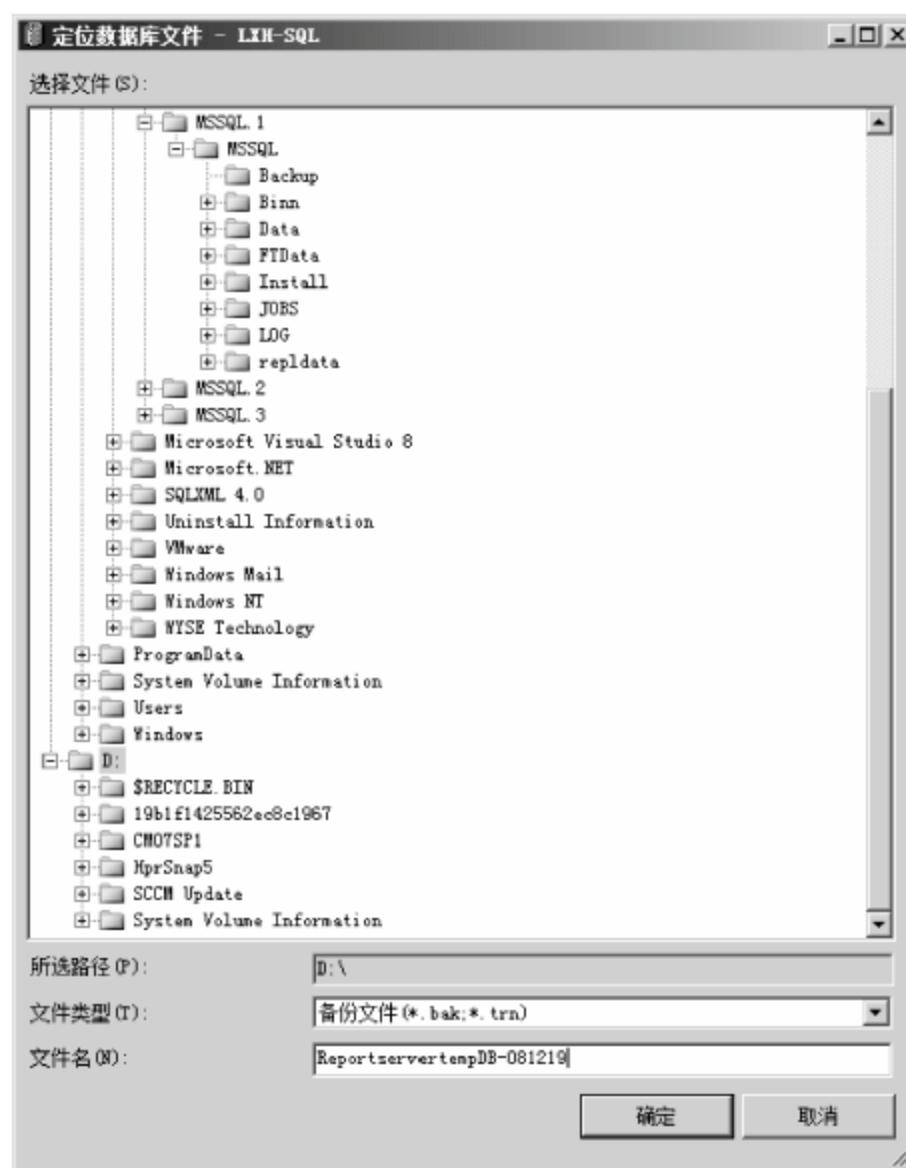 定位数据库文件 - LXH-SQL
选择文件(S):
MSSQL.1
MSSQL
Backup
Binn
Data
FTData
Install
JOBS
LOG
repldata
MSSQL.2
MSSQL.3
Microsoft Visual Studio 8
Microsoft.NET
SQLXML 4.0
Uninstall Information
VMware
Windows Mail
Windows NT
WYSE Technology
ProgramData
System Volume Information
Users
Windows
D:
$RECYCLE.BIN
19b1f1425562ec8c1967
CM07SP1
HprSnap5
SCCM Update
System Volume Information
所选路径(P): D:\
文件类型(T): 备份文件(*.bak;*.trn)
文件名(N): ReportservertempDB-081219
确定 取消